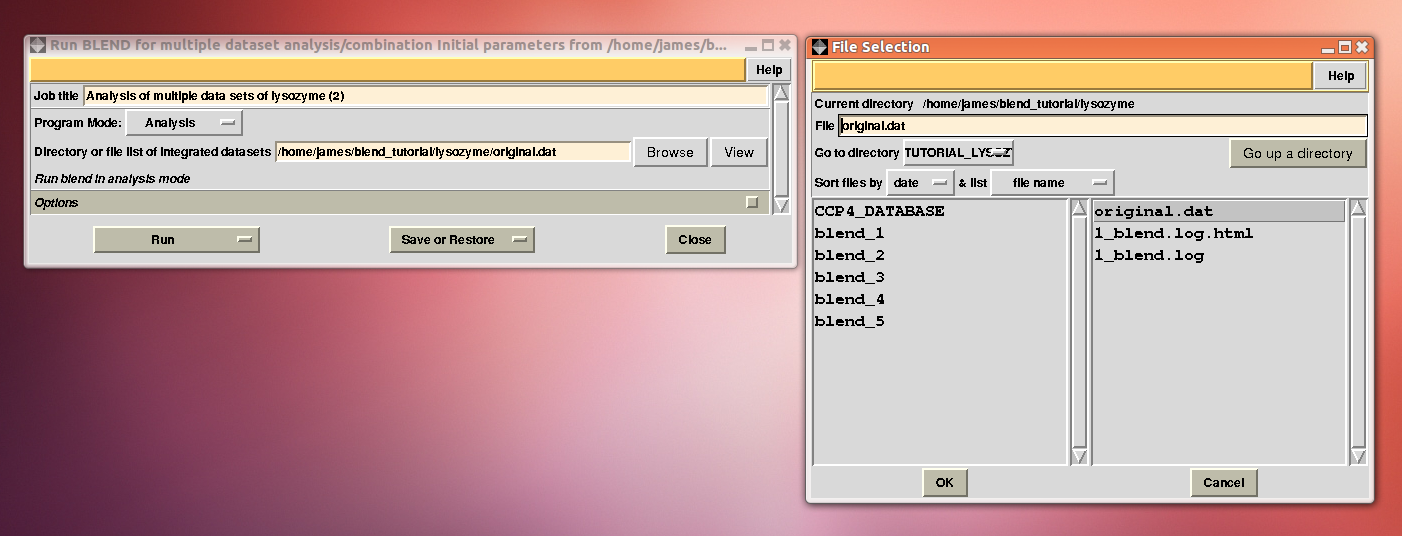 Run BLEND for multiple dataset analysis/combination Initial parameters from /home/james/b...
Help
Job title Analysis of multiple data sets of lysozyme (2)
Program Mode: Analysis
Directory or file list of integrated datasets /home/james/blend_tutorial/lysozyme/original.dat Browse View
Run blend in analysis mode
Options
Run Save or Restore Close
File Selection
Help
Current directory /home/james/blend_tutorial/lysozyme
File original.dat
Go to directory Go up a directory
Sort files by date & list file name
CCP4_DATABASE
blend_1
blend_2
blend_3
blend_4
blend_5
original.dat
1_blend.log.html
1_blend.log
OK Cancel